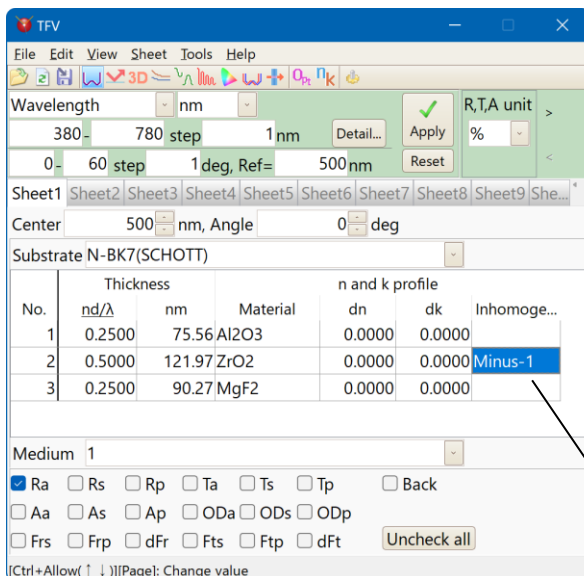 TFV
File Edit View Sheet Tools Help
3D Opt nk
Wavelength nm R,T,A unit >
380 - 780 step 1 nm Detail... Apply %
0 - 60 step 1 deg, Ref= 500 nm Reset <
Sheet1 Sheet2 Sheet3 Sheet4 Sheet5 Sheet6 Sheet7 Sheet8 Sheet9 She...
Center 500 nm, Angle 0 deg
Substrate N-BK7(SCHOTT)
Thickness n and k profile
No. nd/λ nm Material dn dk Inhomoge...
1 0.2500 75.56 Al2O3 0.0000 0.0000
2 0.5000 121.97 ZrO2 0.0000 0.0000 Minus-1
3 0.2500 90.27 MgF2 0.0000 0.0000
Medium 1
Ra Rs Rp Ta Ts Tp Back
Aa As Ap ODa ODs ODp
Frs Frp dFr Fts Ftp dFt Uncheck all
[Ctrl+Allow(↑ ↓)][Page]: Change value